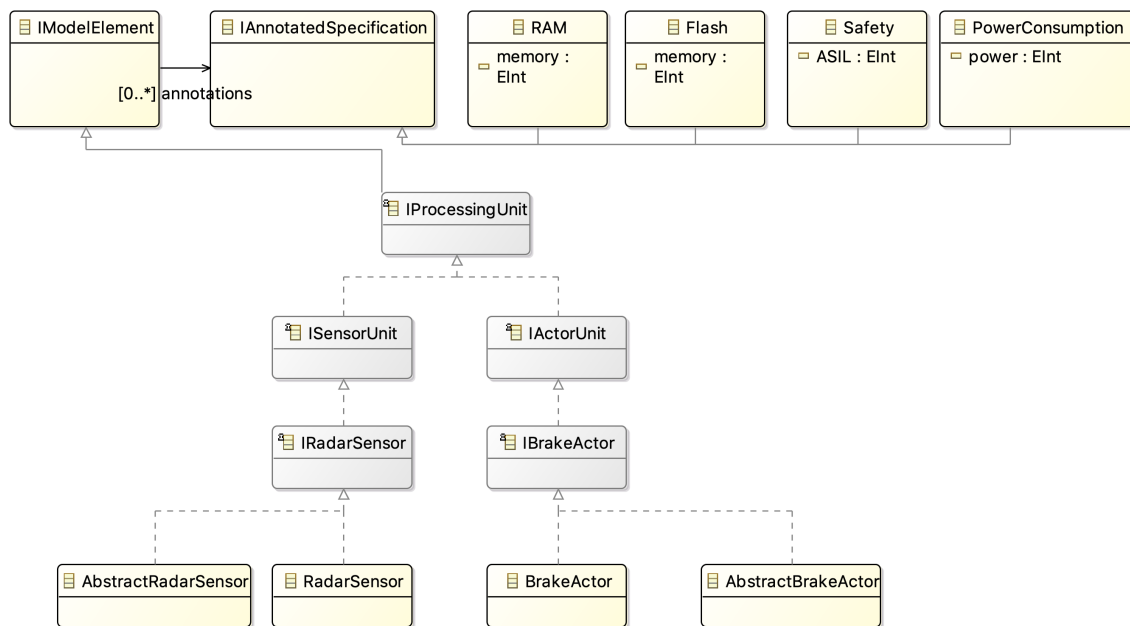 IModelElement
IAnnotatedSpecification
RAM
Flash
Safety
PowerConsumption
memory :
EInt
memory :
EInt
ASIL : EInt
power : EInt
[0..*] annotations
IProcessingUnit
ISensorUnit
IActorUnit
IRadarSensor
IBrakeActor
AbstractRadarSensor
RadarSensor
BrakeActor
AbstractBrakeActor